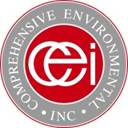 COMPREHENSIVE ENVIRONMENTAL
· INC ·
cei